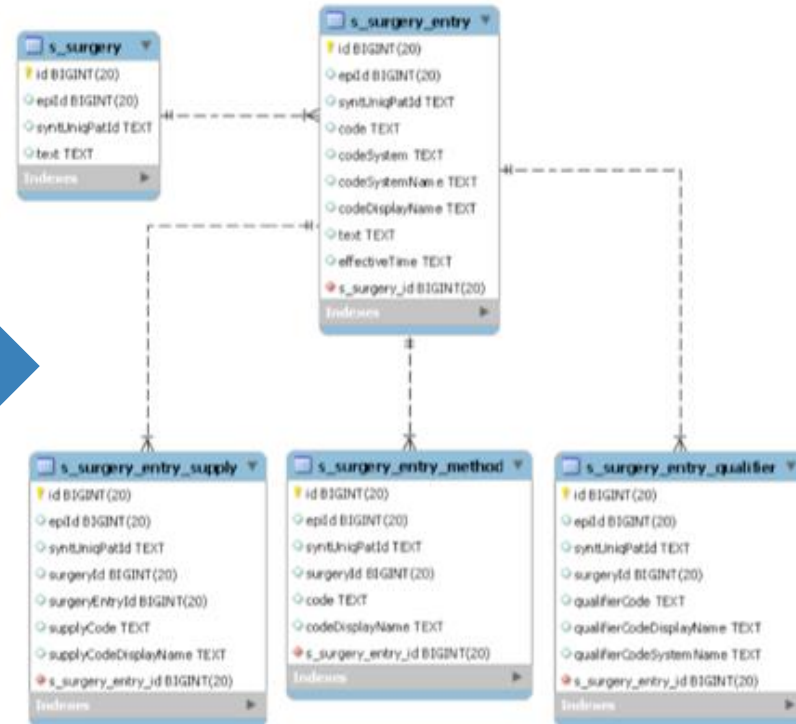 s_surgery
id BIGINT(20)
epiId BIGINT(20)
syntUniqPatId TEXT
text TEXT
Indexes
s_surgery_entry
id BIGINT(20)
epiId BIGINT(20)
syntUniqPatId TEXT
code TEXT
codeSystem TEXT
codeSystemName TEXT
codeDisplayName TEXT
text TEXT
effectiveTime TEXT
s_surgery_id BIGINT(20)
Indexes
s_surgery_entry_supply
id BIGINT(20)
epiId BIGINT(20)
syntUniqPatId TEXT
surgeryId BIGINT(20)
surgeryEntryId BIGINT(20)
supplyCode TEXT
supplyCodeDisplayName TEXT
s_surgery_entry_id BIGINT(20)
Indexes
s_surgery_entry_method
id BIGINT(20)
epiId BIGINT(20)
syntUniqPatId TEXT
surgeryId BIGINT(20)
code TEXT
codeDisplayName TEXT
s_surgery_entry_id BIGINT(20)
Indexes
s_surgery_entry_qualifier
id BIGINT(20)
epiId BIGINT(20)
syntUniqPatId TEXT
surgeryId BIGINT(20)
qualifierCode TEXT
qualifierCodeDisplayName TEXT
qualifierCodeSystemName TEXT
s_surgery_entry_id BIGINT(20)
Indexes